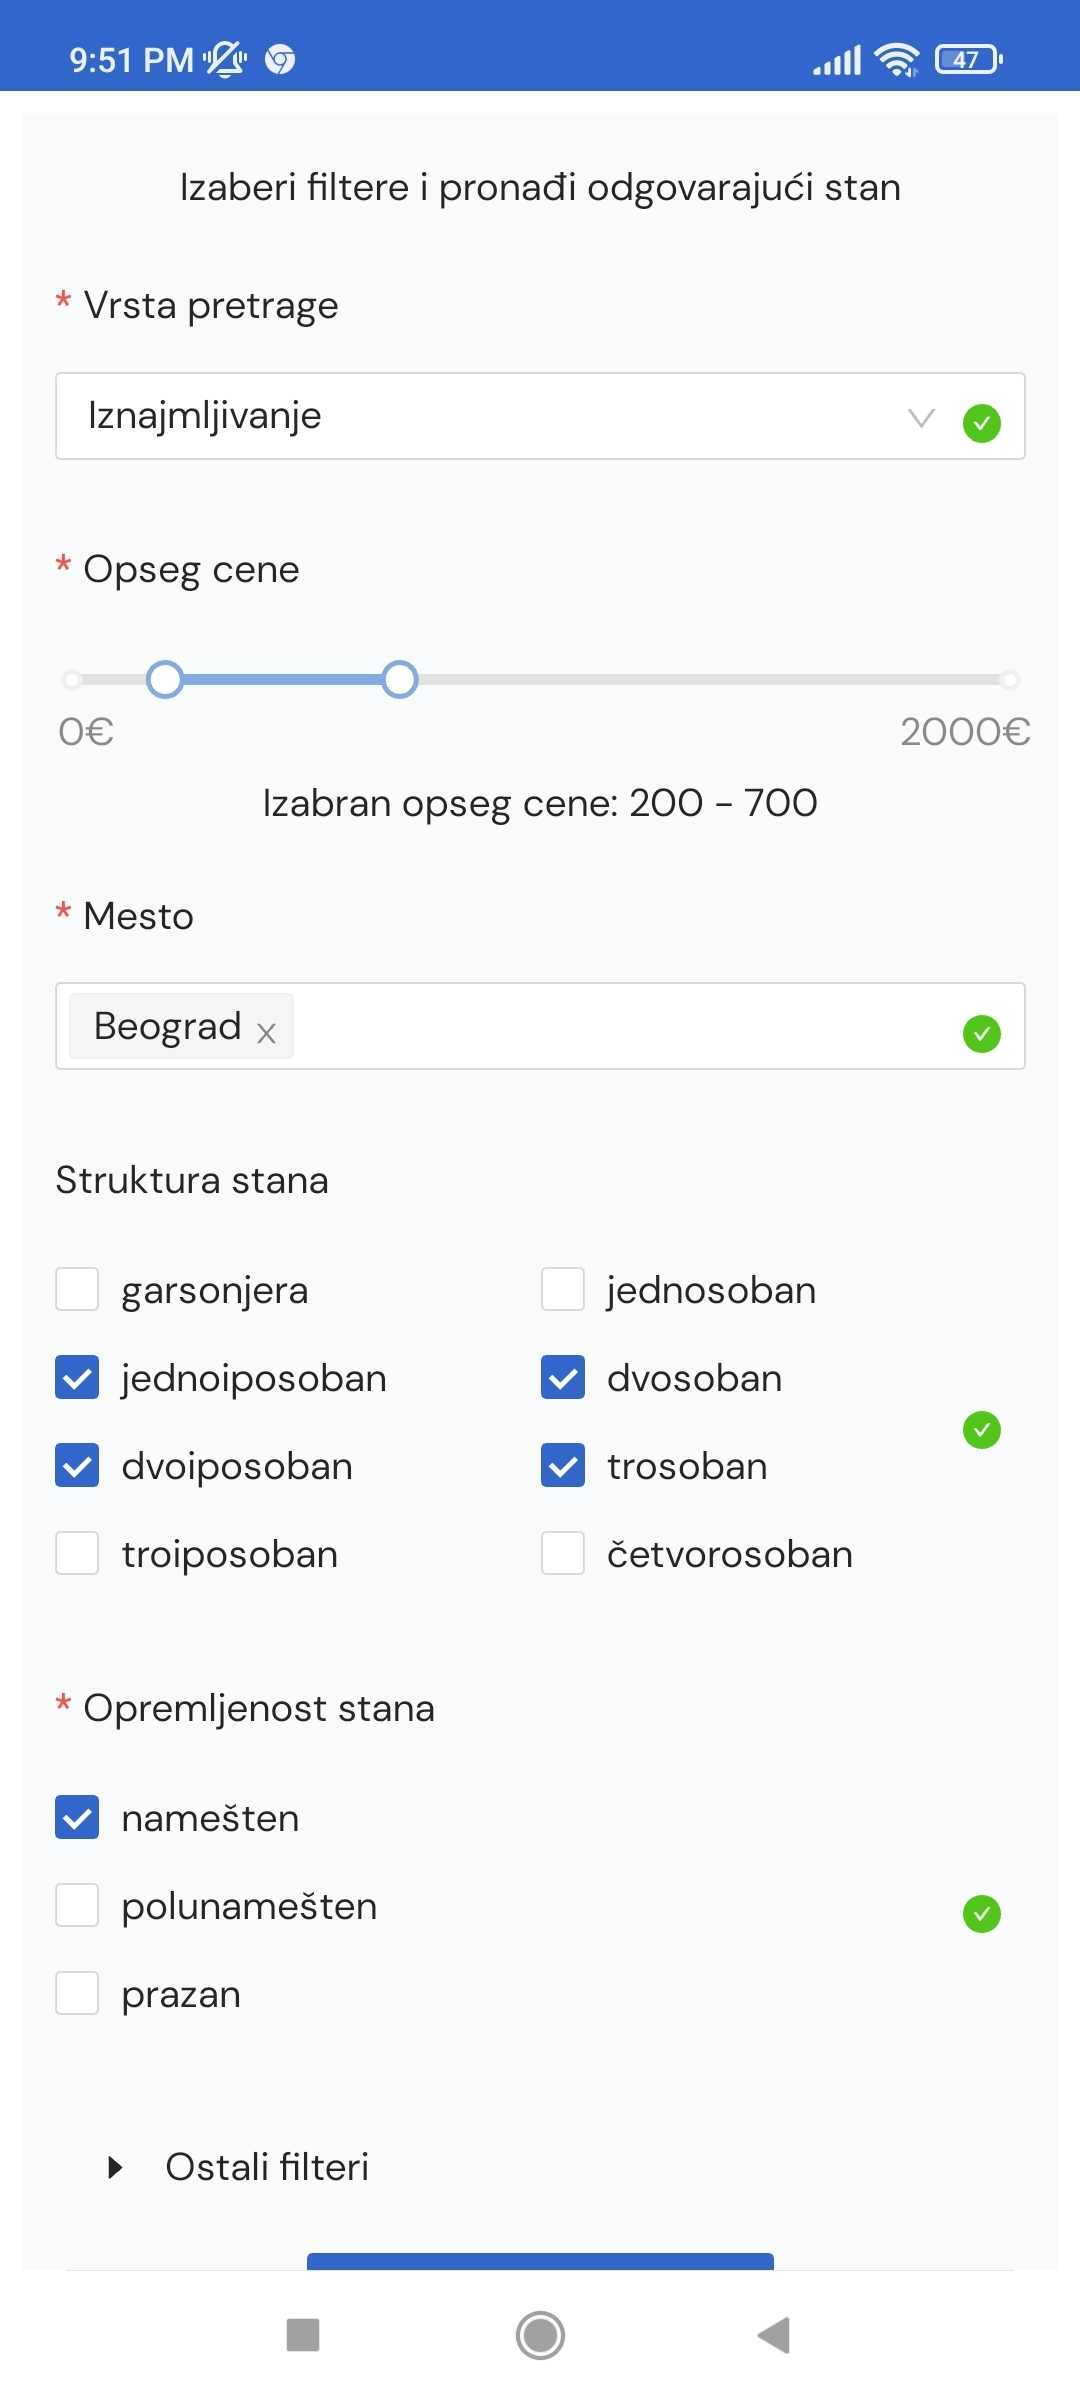 9:51 PM 47
Izaberi filtere i pronađi odgovarajući stan
* Vrsta pretrage
Iznajmljivanje
* Opseg cene
0€ 2000€
Izabran opseg cene: 200 - 700
* Mesto
Beograd x
Struktura stana
garsonjera jednosoban
jednoiposoban dvosoban
dvoiposoban trosoban
troiposoban četvorosoban
* Opremljenost stana
namešten
polunamešten
prazan
Ostali filteri